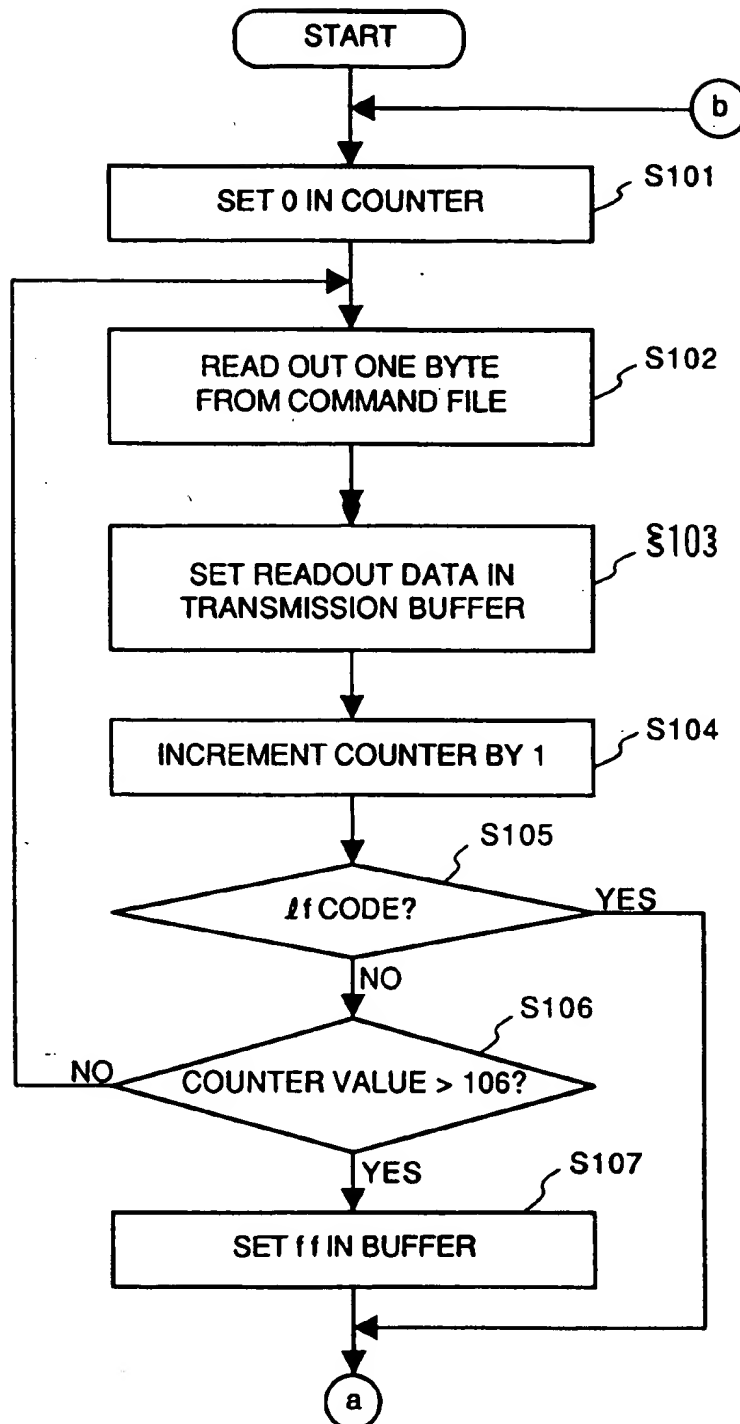 START
b
S101
SET 0 IN COUNTER
S102
READ OUT ONE BYTE
FROM COMMAND FILE
S103
SET READOUT DATA IN
TRANSMISSION BUFFER
S104
INCREMENT COUNTER BY 1
S105
ℓf CODE?
YES
NO
S106
NO
COUNTER VALUE > 106?
YES
S107
SET ff IN BUFFER
a